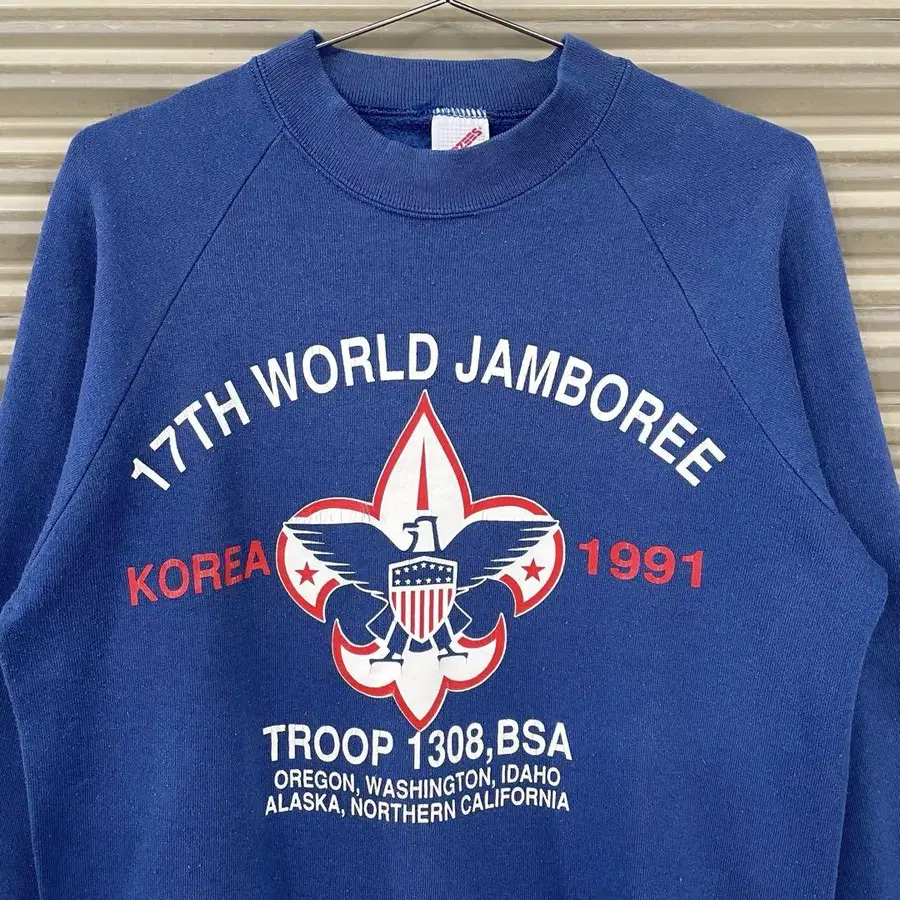 17TH WORLD JAMBOREE
KOREA 1991
TROOP 1308, BSA
OREGON, WASHINGTON, IDAHO
ALASKA, NORTHERN CALIFORNIA